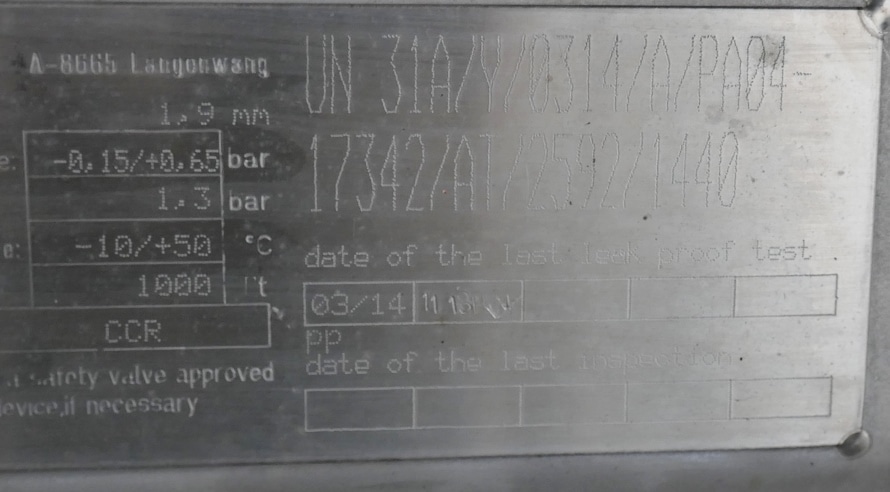 A-8665 Langenwang
1,9 mm
e: -0,15/+0,65 bar
1,3 bar
e: -10/+50 °C
1000 lt
CCR
safety valve approved
device,if necessary
UN 31A/Y/0314/A/PA04-
17342/AT/2592/1440
date of the last leak proof test
03/14
pp
date of the last inspection